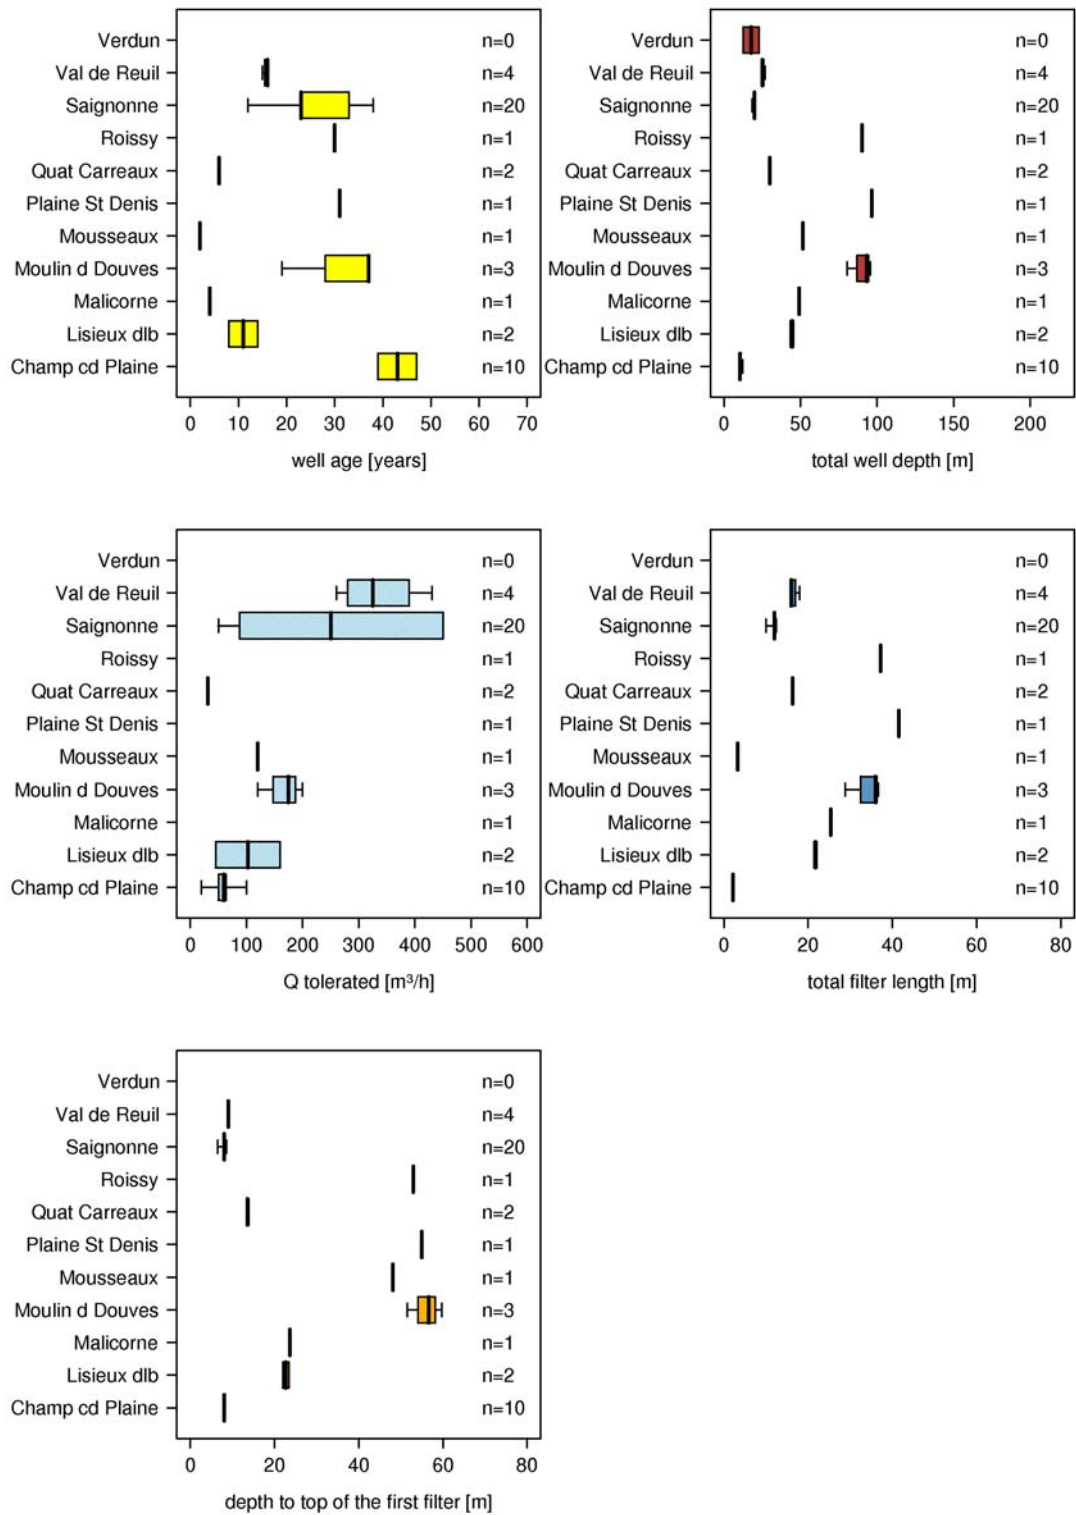 Verdun n=0
Val de Reuil n=4
Saignonne n=20
Roissy n=1
Quat Carreaux n=2
Plaine St Denis n=1
Mousseaux n=1
Moulin d Douves n=3
Malicorne n=1
Lisieux dlb n=2
Champ cd Plaine n=10
0 10 20 30 40 50 60 70
well age [years]
Verdun n=0
Val de Reuil n=4
Saignonne n=20
Roissy n=1
Quat Carreaux n=2
Plaine St Denis n=1
Mousseaux n=1
Moulin d Douves n=3
Malicorne n=1
Lisieux dlb n=2
Champ cd Plaine n=10
0 50 100 150 200
total well depth [m]
Verdun n=0
Val de Reuil n=4
Saignonne n=20
Roissy n=1
Quat Carreaux n=2
Plaine St Denis n=1
Mousseaux n=1
Moulin d Douves n=3
Malicorne n=1
Lisieux dlb n=2
Champ cd Plaine n=10
0 100 200 300 400 500 600
Q tolerated [m³/h]
Verdun n=0
Val de Reuil n=4
Saignonne n=20
Roissy n=1
Quat Carreaux n=2
Plaine St Denis n=1
Mousseaux n=1
Moulin d Douves n=3
Malicorne n=1
Lisieux dlb n=2
Champ cd Plaine n=10
0 20 40 60 80
total filter length [m]
Verdun n=0
Val de Reuil n=4
Saignonne n=20
Roissy n=1
Quat Carreaux n=2
Plaine St Denis n=1
Mousseaux n=1
Moulin d Douves n=3
Malicorne n=1
Lisieux dlb n=2
Champ cd Plaine n=10
0 20 40 60 80
depth to top of the first filter [m]